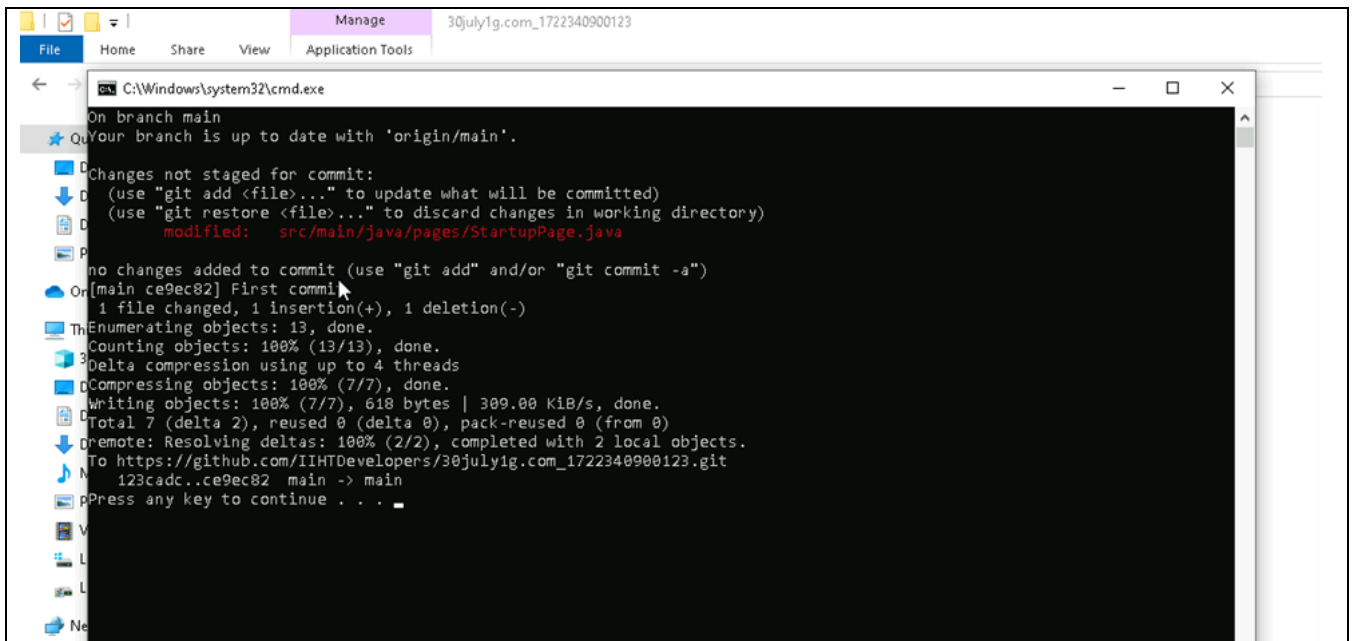 Manage
30july1g.com_1722340900123
File Home Share View Application Tools
C:\Windows\system32\cmd.exe
On branch main
Your branch is up to date with 'origin/main'.
Changes not staged for commit:
(use "git add <file>..." to update what will be committed)
(use "git restore <file>..." to discard changes in working directory)
modified: src/main/java/pages/StartupPage.java
no changes added to commit (use "git add" and/or "git commit -a")
[main ce9ec82] First commit
1 file changed, 1 insertion(+), 1 deletion(-)
Enumerating objects: 13, done.
Counting objects: 100% (13/13), done.
Delta compression using up to 4 threads
Compressing objects: 100% (7/7), done.
Writing objects: 100% (7/7), 618 bytes | 309.00 KiB/s, done.
Total 7 (delta 2), reused 0 (delta 0), pack-reused 0 (from 0)
remote: Resolving deltas: 100% (2/2), completed with 2 local objects.
To https://github.com/IIHTDevelopers/30july1g.com_1722340900123.git
123cadc..ce9ec82 main -> main
Press any key to continue . . .